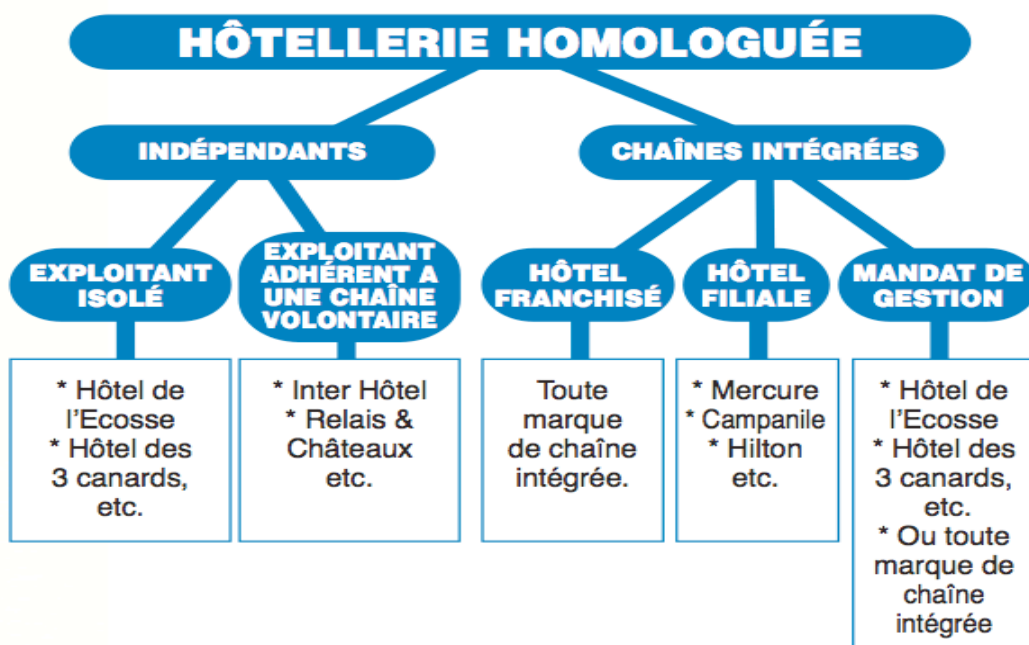 HÔTELLERIE HOMOLOGUÉE
INDÉPENDANTS
CHAÎNES INTÉGRÉES
EXPLOITANT
ISOLÉ
EXPLOITANT
ADHÉRENT A
UNE CHAÎNE
VOLONTAIRE
HÔTEL
FRANCHISÉ
HÔTEL
FILIALE
MANDAT DE
GESTION
* Hôtel de
l'Ecosse
* Hôtel des
3 canards,
etc.
* Inter Hôtel
* Relais &
Châteaux
etc.
Toute
marque
de chaîne
intégrée.
* Mercure
* Campanile
* Hilton
etc.
* Hôtel de
l'Ecosse
* Hôtel des
3 canards,
etc.
* Ou toute
marque de
chaîne
intégrée